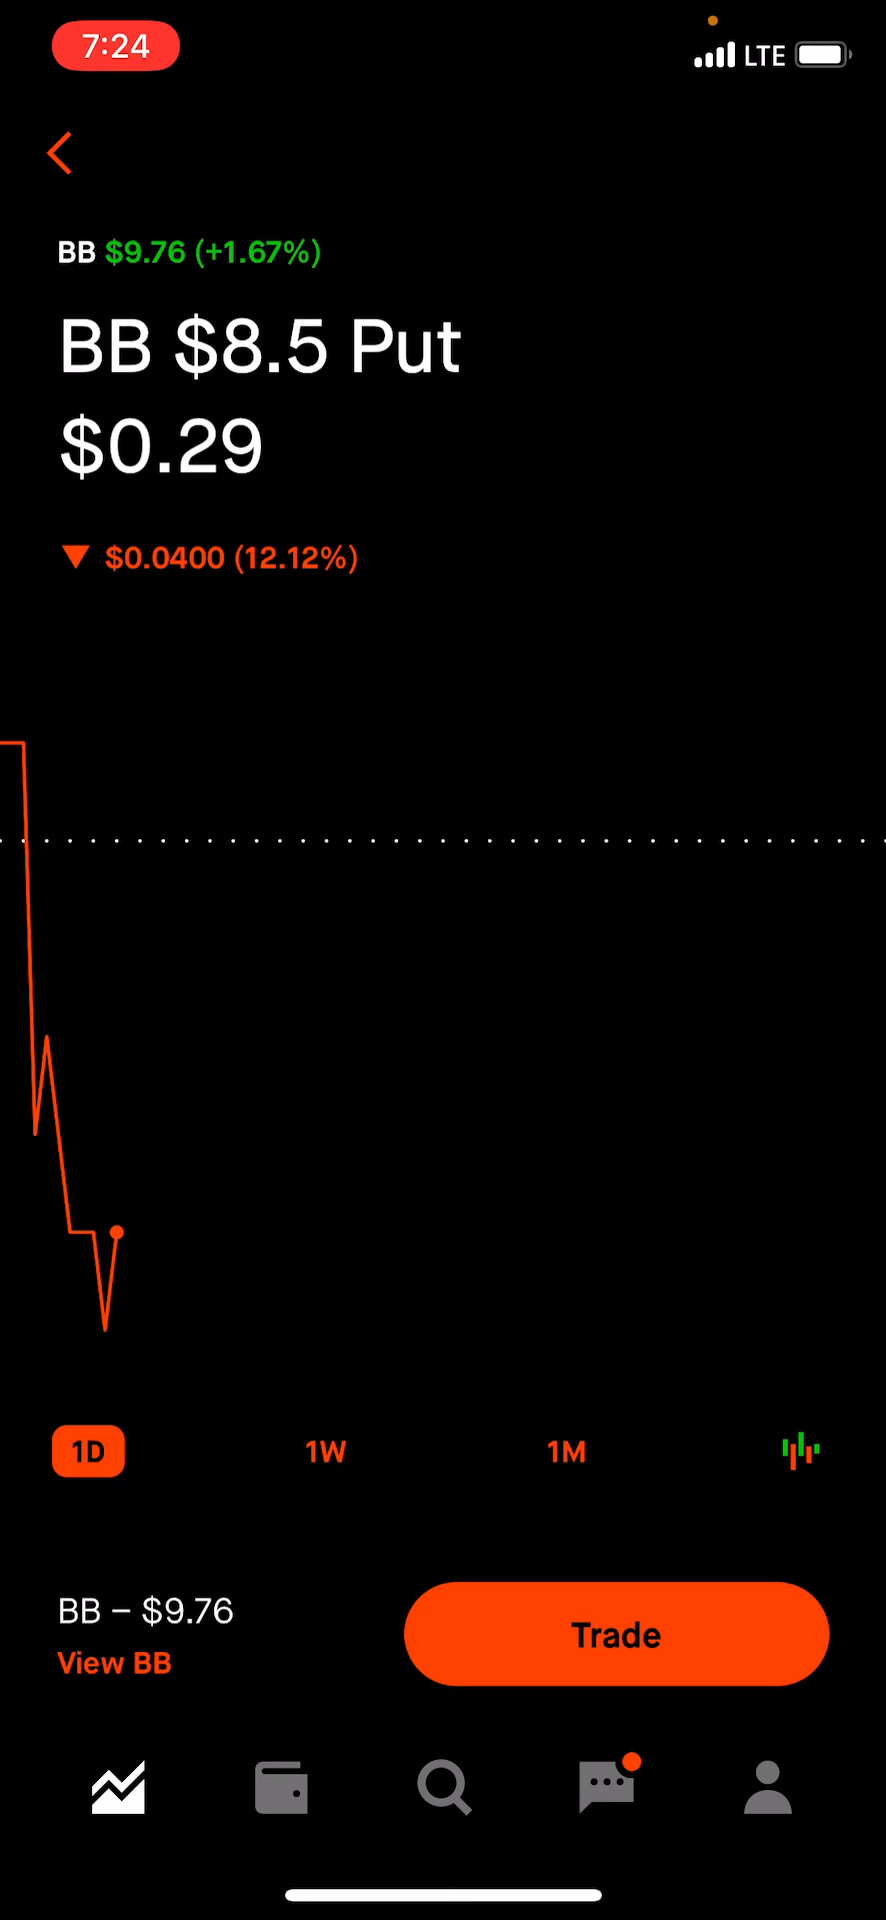 7:24
LTE
BB $9.76 (+1.67%)
BB $8.5 Put
$0.29
▼ $0.0400 (12.12%)
1D 1W 1M
BB – $9.76
View BB
Trade